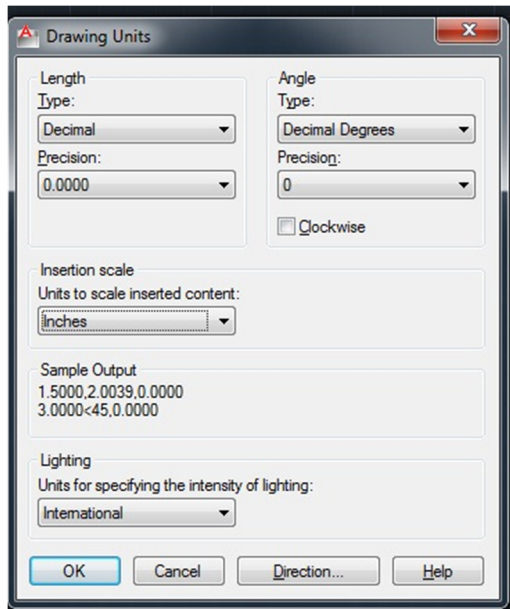 Drawing Units
Length
Type:
Decimal
Precision:
0.0000
Angle
Type:
Decimal Degrees
Precision:
0
Clockwise
Insertion scale
Units to scale inserted content:
Inches
Sample Output
1.5000,2.0039,0.0000
3.0000<45,0.0000
Lighting
Units for specifying the intensity of lighting:
International
OK
Cancel
Direction...
Help